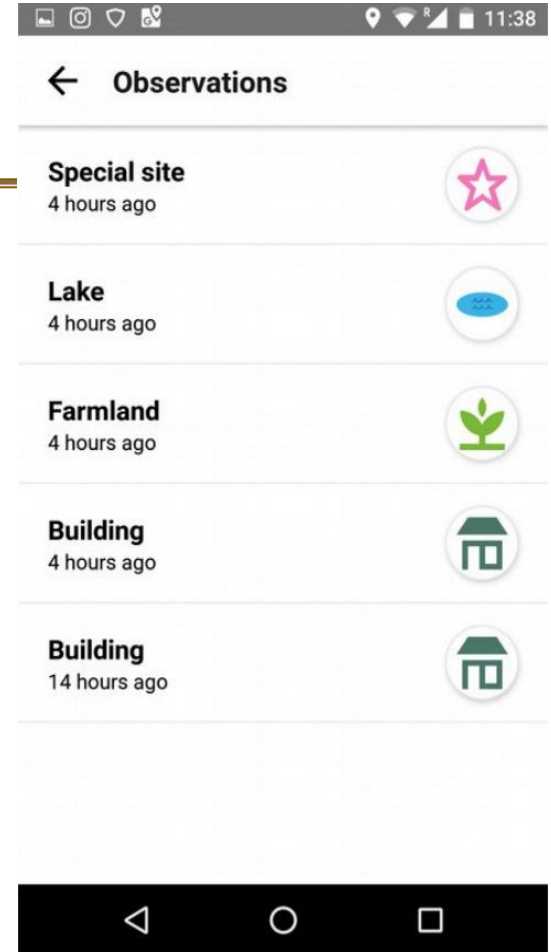 R 11:38
Observations
Special site
4 hours ago
Lake
4 hours ago
Farmland
4 hours ago
Building
4 hours ago
Building
14 hours ago